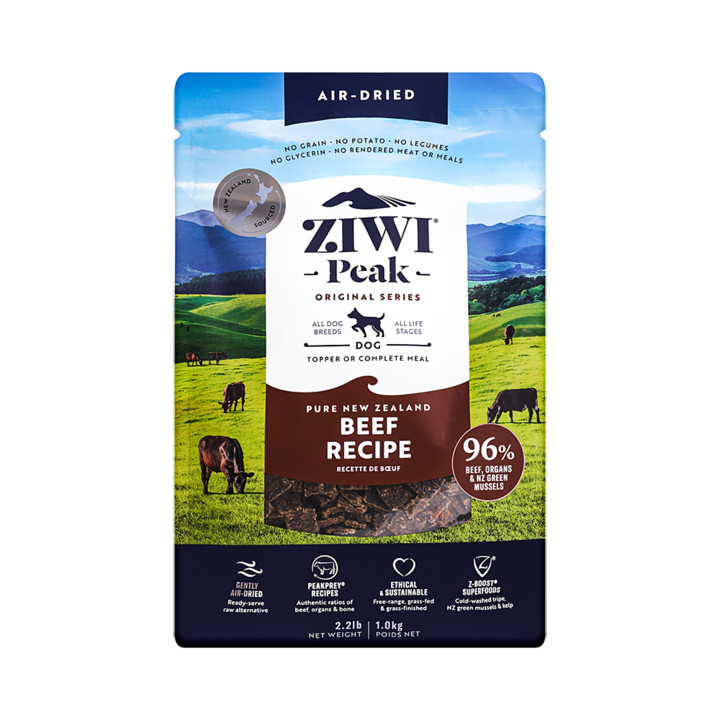 AIR-DRIED
NO GRAIN · NO POTATO · NO LEGUMES
NO GLYCERIN · NO RENDERED MEAT OR MEALS
NEW ZEALAND
SOURCED
ZIWI®
Peak
ORIGINAL SERIES
ALL DOG
BREEDS
ALL LIFE
STAGES
DOG
TOPPER OR COMPLETE MEAL
PURE NEW ZEALAND
BEEF
RECIPE
RECETTE DE BŒUF
96%
BEEF, ORGANS
& NZ GREEN
MUSSELS
GENTLY
AIR-DRIED
Ready-serve
raw alternative
PEAKPREY®
RECIPES
Authentic ratios of
beef, organs & bone
ETHICAL
& SUSTAINABLE
Free-range, grass-fed
& grass-finished
Z-BOOST®
SUPERFOODS
Cold-washed tripe,
NZ green mussels & kelp
2.2lb
NET WEIGHT
1.0kg
POIDS NET